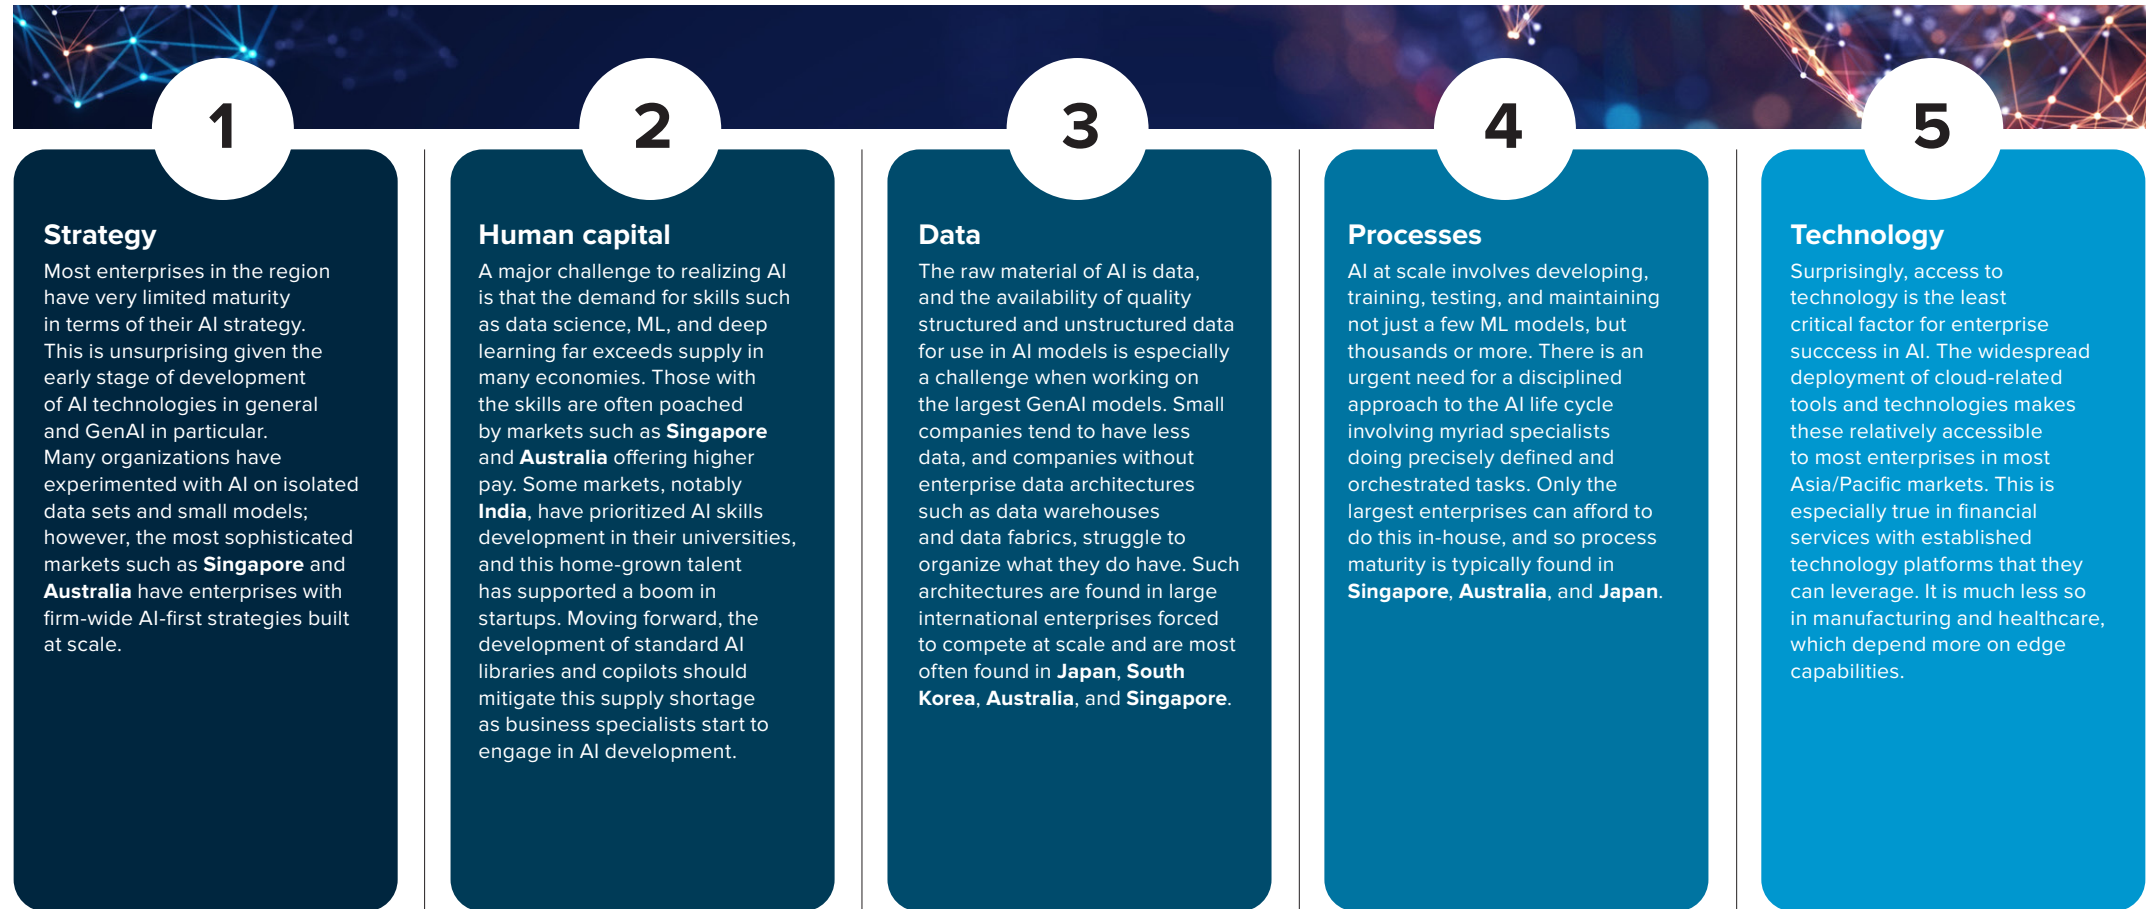 1
Strategy
Most enterprises in the region
have very limited maturity
in terms of their AI strategy.
This is unsurprising given the
early stage of development
of AI technologies in general
and GenAI in particular.
Many organizations have
experimented with AI on isolated
data sets and small models;
however, the most sophisticated
markets such as Singapore and
Australia have enterprises with
firm-wide AI-first strategies built
at scale.
2
Human capital
A major challenge to realizing AI
is that the demand for skills such
as data science, ML, and deep
learning far exceeds supply in
many economies. Those with
the skills are often poached
by markets such as Singapore
and Australia offering higher
pay. Some markets, notably
India, have prioritized AI skills
development in their universities,
and this home-grown talent
has supported a boom in
startups. Moving forward, the
development of standard AI
libraries and copilots should
mitigate this supply shortage
as business specialists start to
engage in AI development.
3
Data
The raw material of AI is data,
and the availability of quality
structured and unstructured data
for use in AI models is especially
a challenge when working on
the largest GenAI models. Small
companies tend to have less
data, and companies without
enterprise data architectures
such as data warehouses
and data fabrics, struggle to
organize what they do have. Such
architectures are found in large
international enterprises forced
to compete at scale and are most
often found in Japan, South
Korea, Australia, and Singapore.
4
Processes
AI at scale involves developing,
training, testing, and maintaining
not just a few ML models, but
thousands or more. There is an
urgent need for a disciplined
approach to the AI life cycle
involving myriad specialists
doing precisely defined and
orchestrated tasks. Only the
largest enterprises can afford to
do this in-house, and so process
maturity is typically found in
Singapore, Australia, and Japan.
5
Technology
Surprisingly, access to
technology is the least
critical factor for enterprise
succcess in AI. The widespread
deployment of cloud-related
tools and technologies makes
these relatively accessible
to most enterprises in most
Asia/Pacific markets. This is
especially true in financial
services with established
technology platforms that they
can leverage. It is much less so
in manufacturing and healthcare,
which depend more on edge
capabilities.